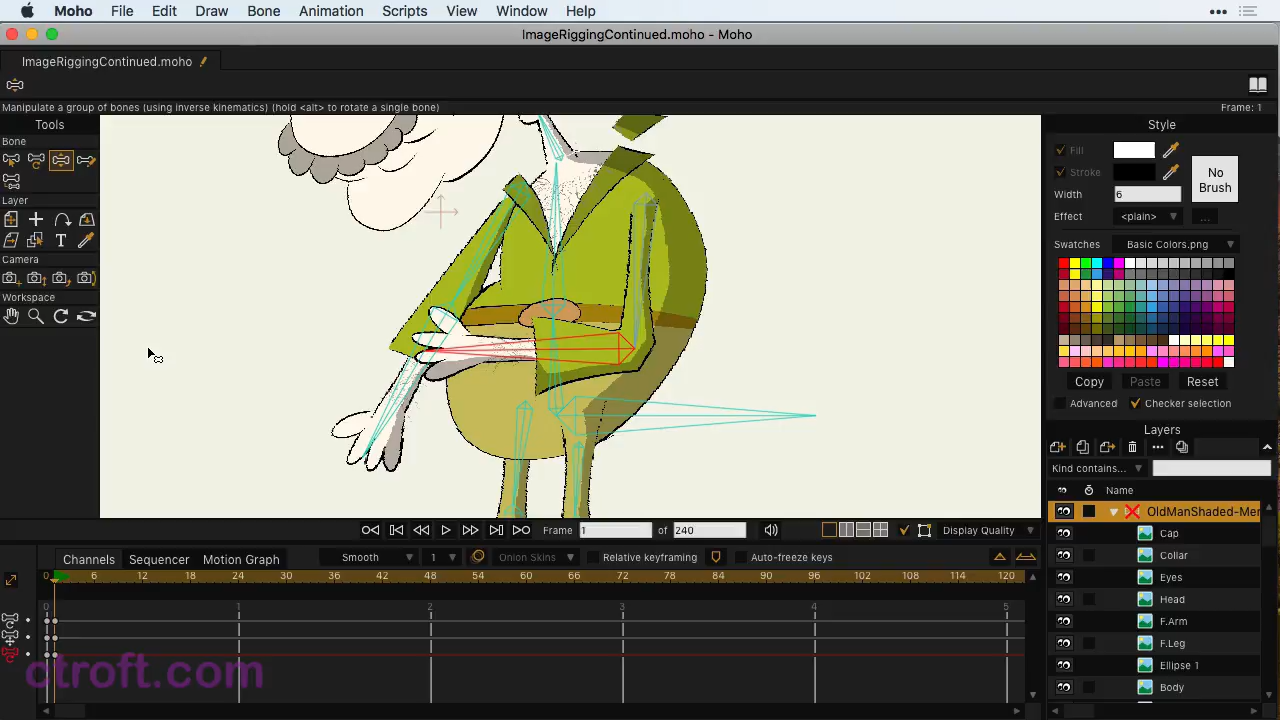 Moho File Edit Draw Bone Animation Scripts View Window Help
ImageRiggingContinued.moho - Moho
ImageRiggingContinued.moho
Manipulate a group of bones (using inverse kinematics) (hold <alt> to rotate a single bone)
Frame: 1
Tools
Bone
Layer
T
Camera
Workspace
Style
Fill
Stroke
No Brush
Width 6
Effect <plain> ...
Swatches Basic Colors.png
Copy Paste Reset
Advanced Checker selection
Layers
Kind contains...
Name
OldManShaded-Mer
Cap
Collar
Eyes
Head
F.Arm
F.Leg
Ellipse 1
Body
Frame 1 of 240 Display Quality
Channels Sequencer Motion Graph Smooth 1 Onion Skins Relative keyframing Auto-freeze keys
0 6 12 18 24 30 36 42 48 54 60 66 72 78 84 90 96 102 108 114 120
0 1 2 3 4 5
ctroft.com